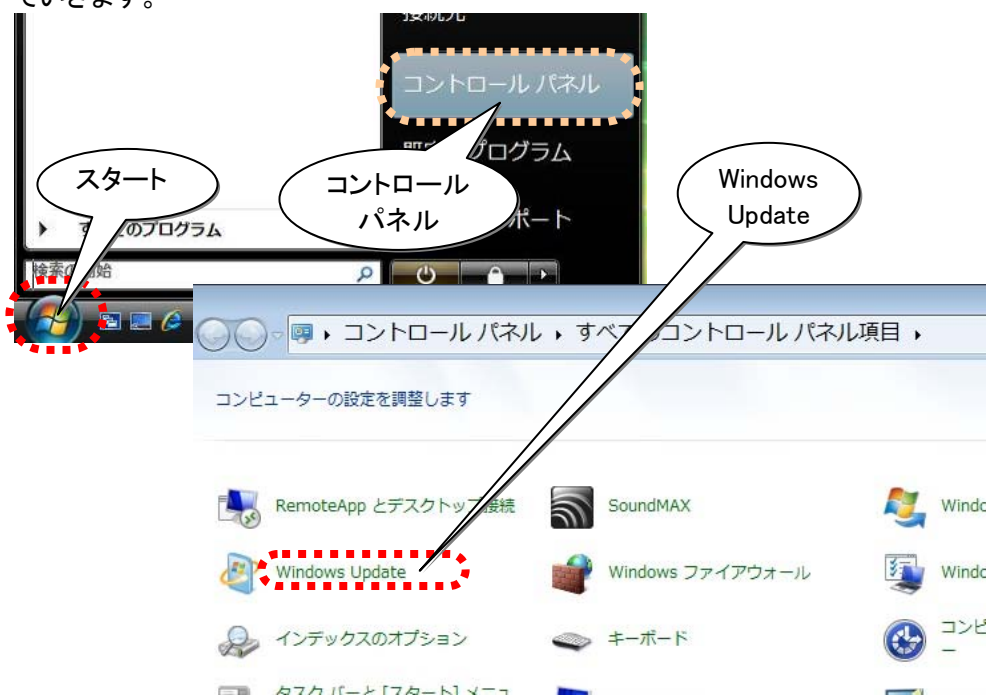 ていきます。
接続先
コントロール パネル
プログラム
スタート
コントロール
パネル
Windows
Update
のプログラム
ポート
検索の 始
コントロール パネル ▸ すべ コントロール パネル項目 ▸
コンピューターの設定を調整します
RemoteApp とデスクトップ接続
SoundMAX
Windo
Windows Update
Windows ファイアウォール
Windo
インデックスのオプション
キーボード
コンピ
ー
タスク バーと [スタート] メニュ